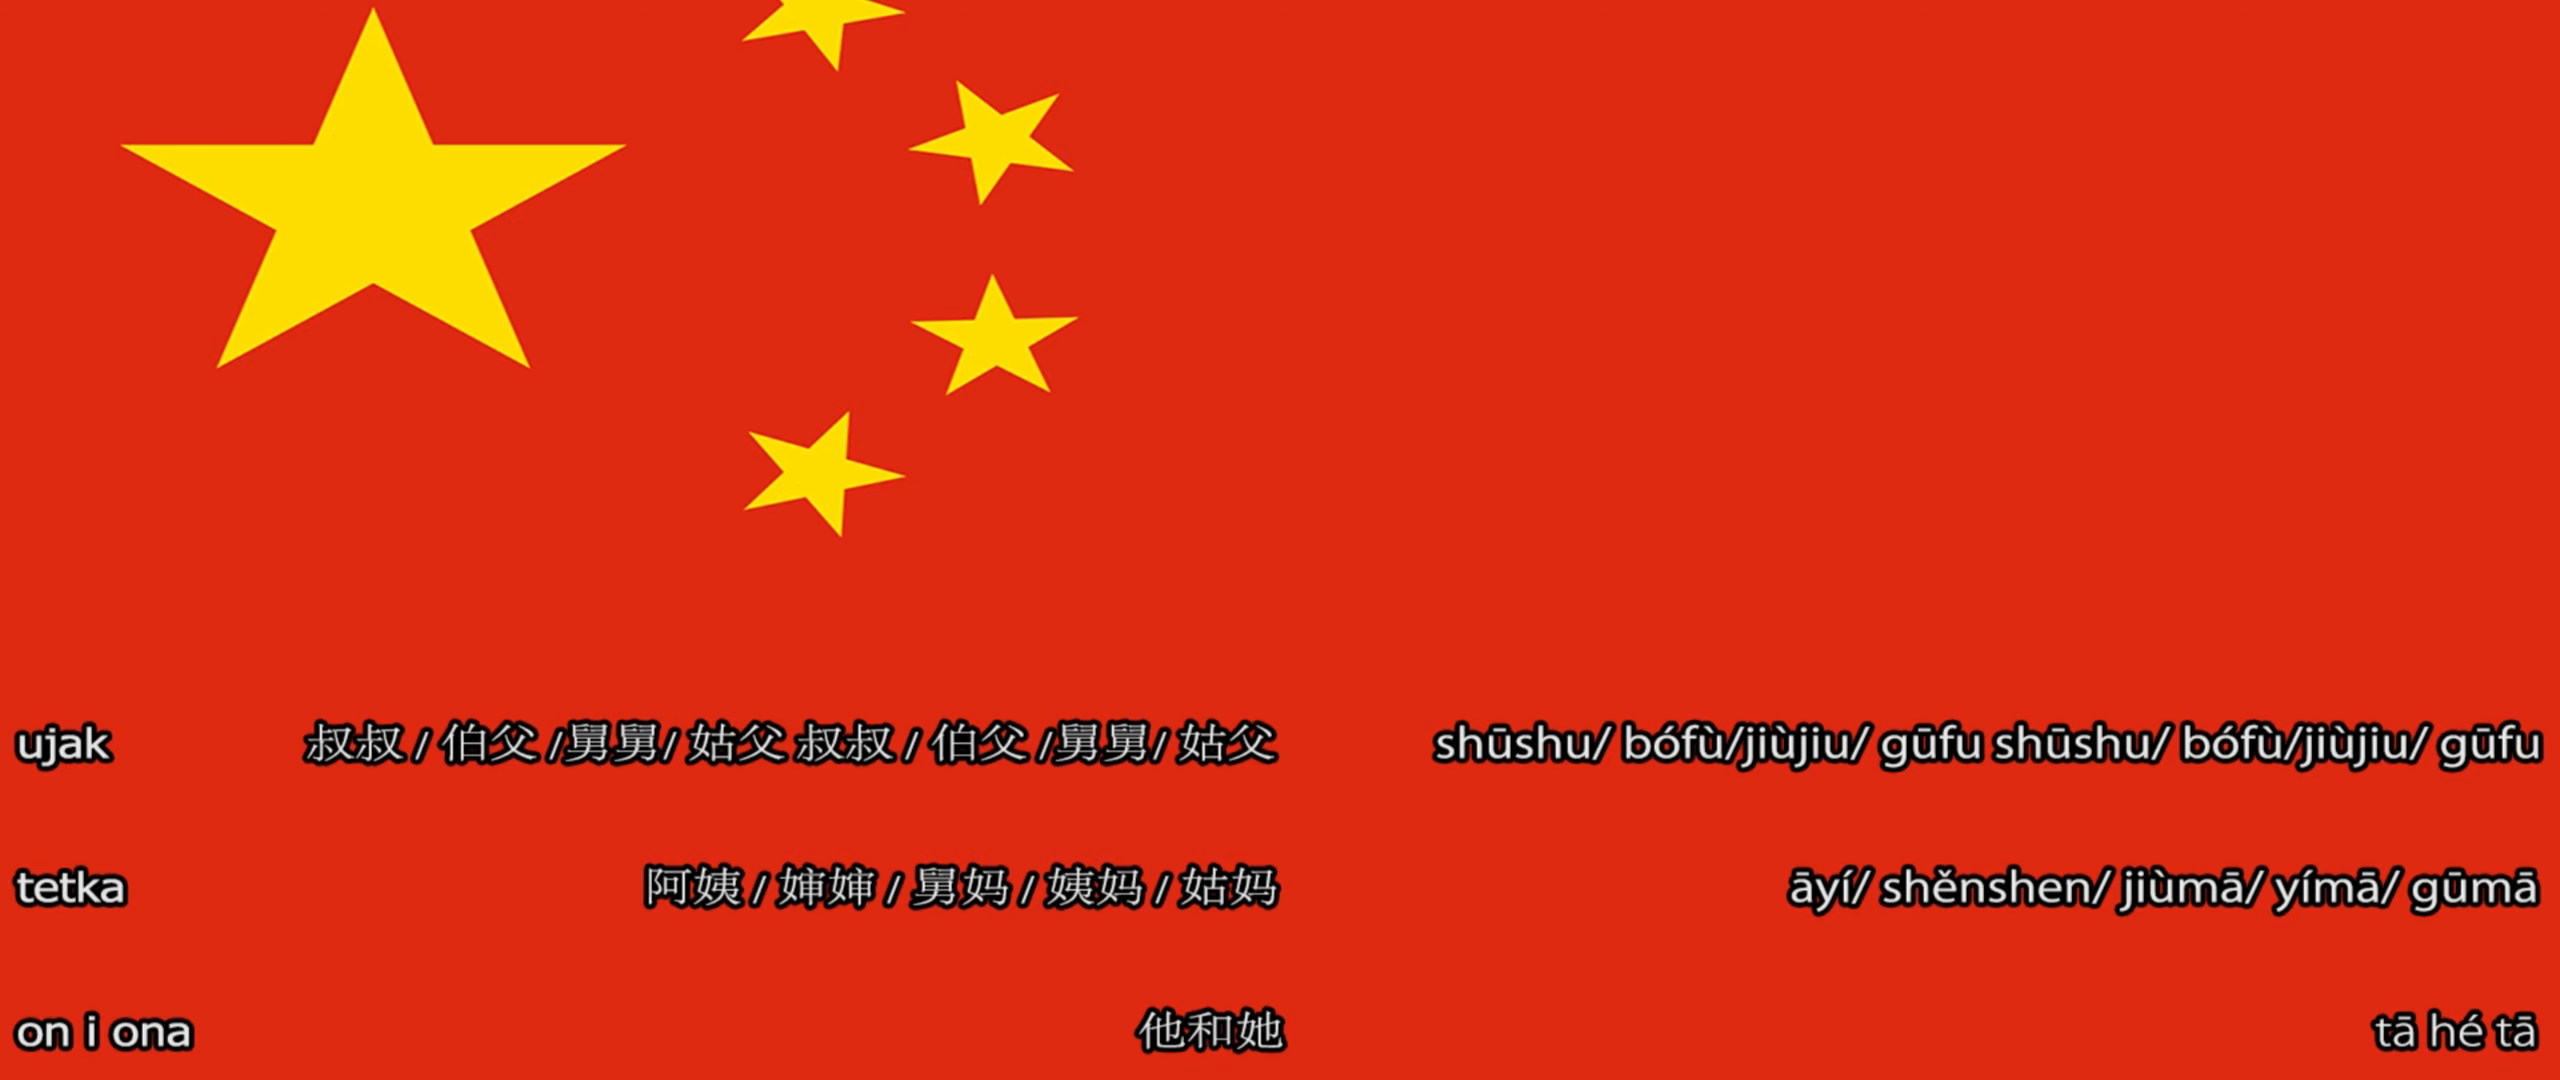 ujak 叔叔 / 伯父 /舅舅/ 姑父 叔叔 / 伯父 /舅舅/ 姑父 shūshu/ bófù/jiùjiu/ gūfu shūshu/ bófù/jiùjiu/ gūfu
tetka 阿姨 / 婶婶 / 舅妈 / 姨妈 / 姑妈 āyí/ shěnshen/ jiùmā/ yímā/ gūmā
on i ona 他和她 tā hé tā